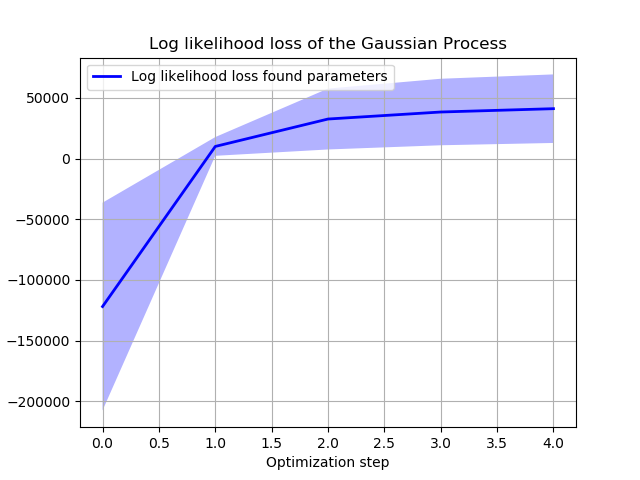 Log likelihood loss of the Gaussian Process
Log likelihood loss found parameters
50000
0
−50000
−100000
−150000
−200000
0.0 0.5 1.0 1.5 2.0 2.5 3.0 3.5 4.0
Optimization step